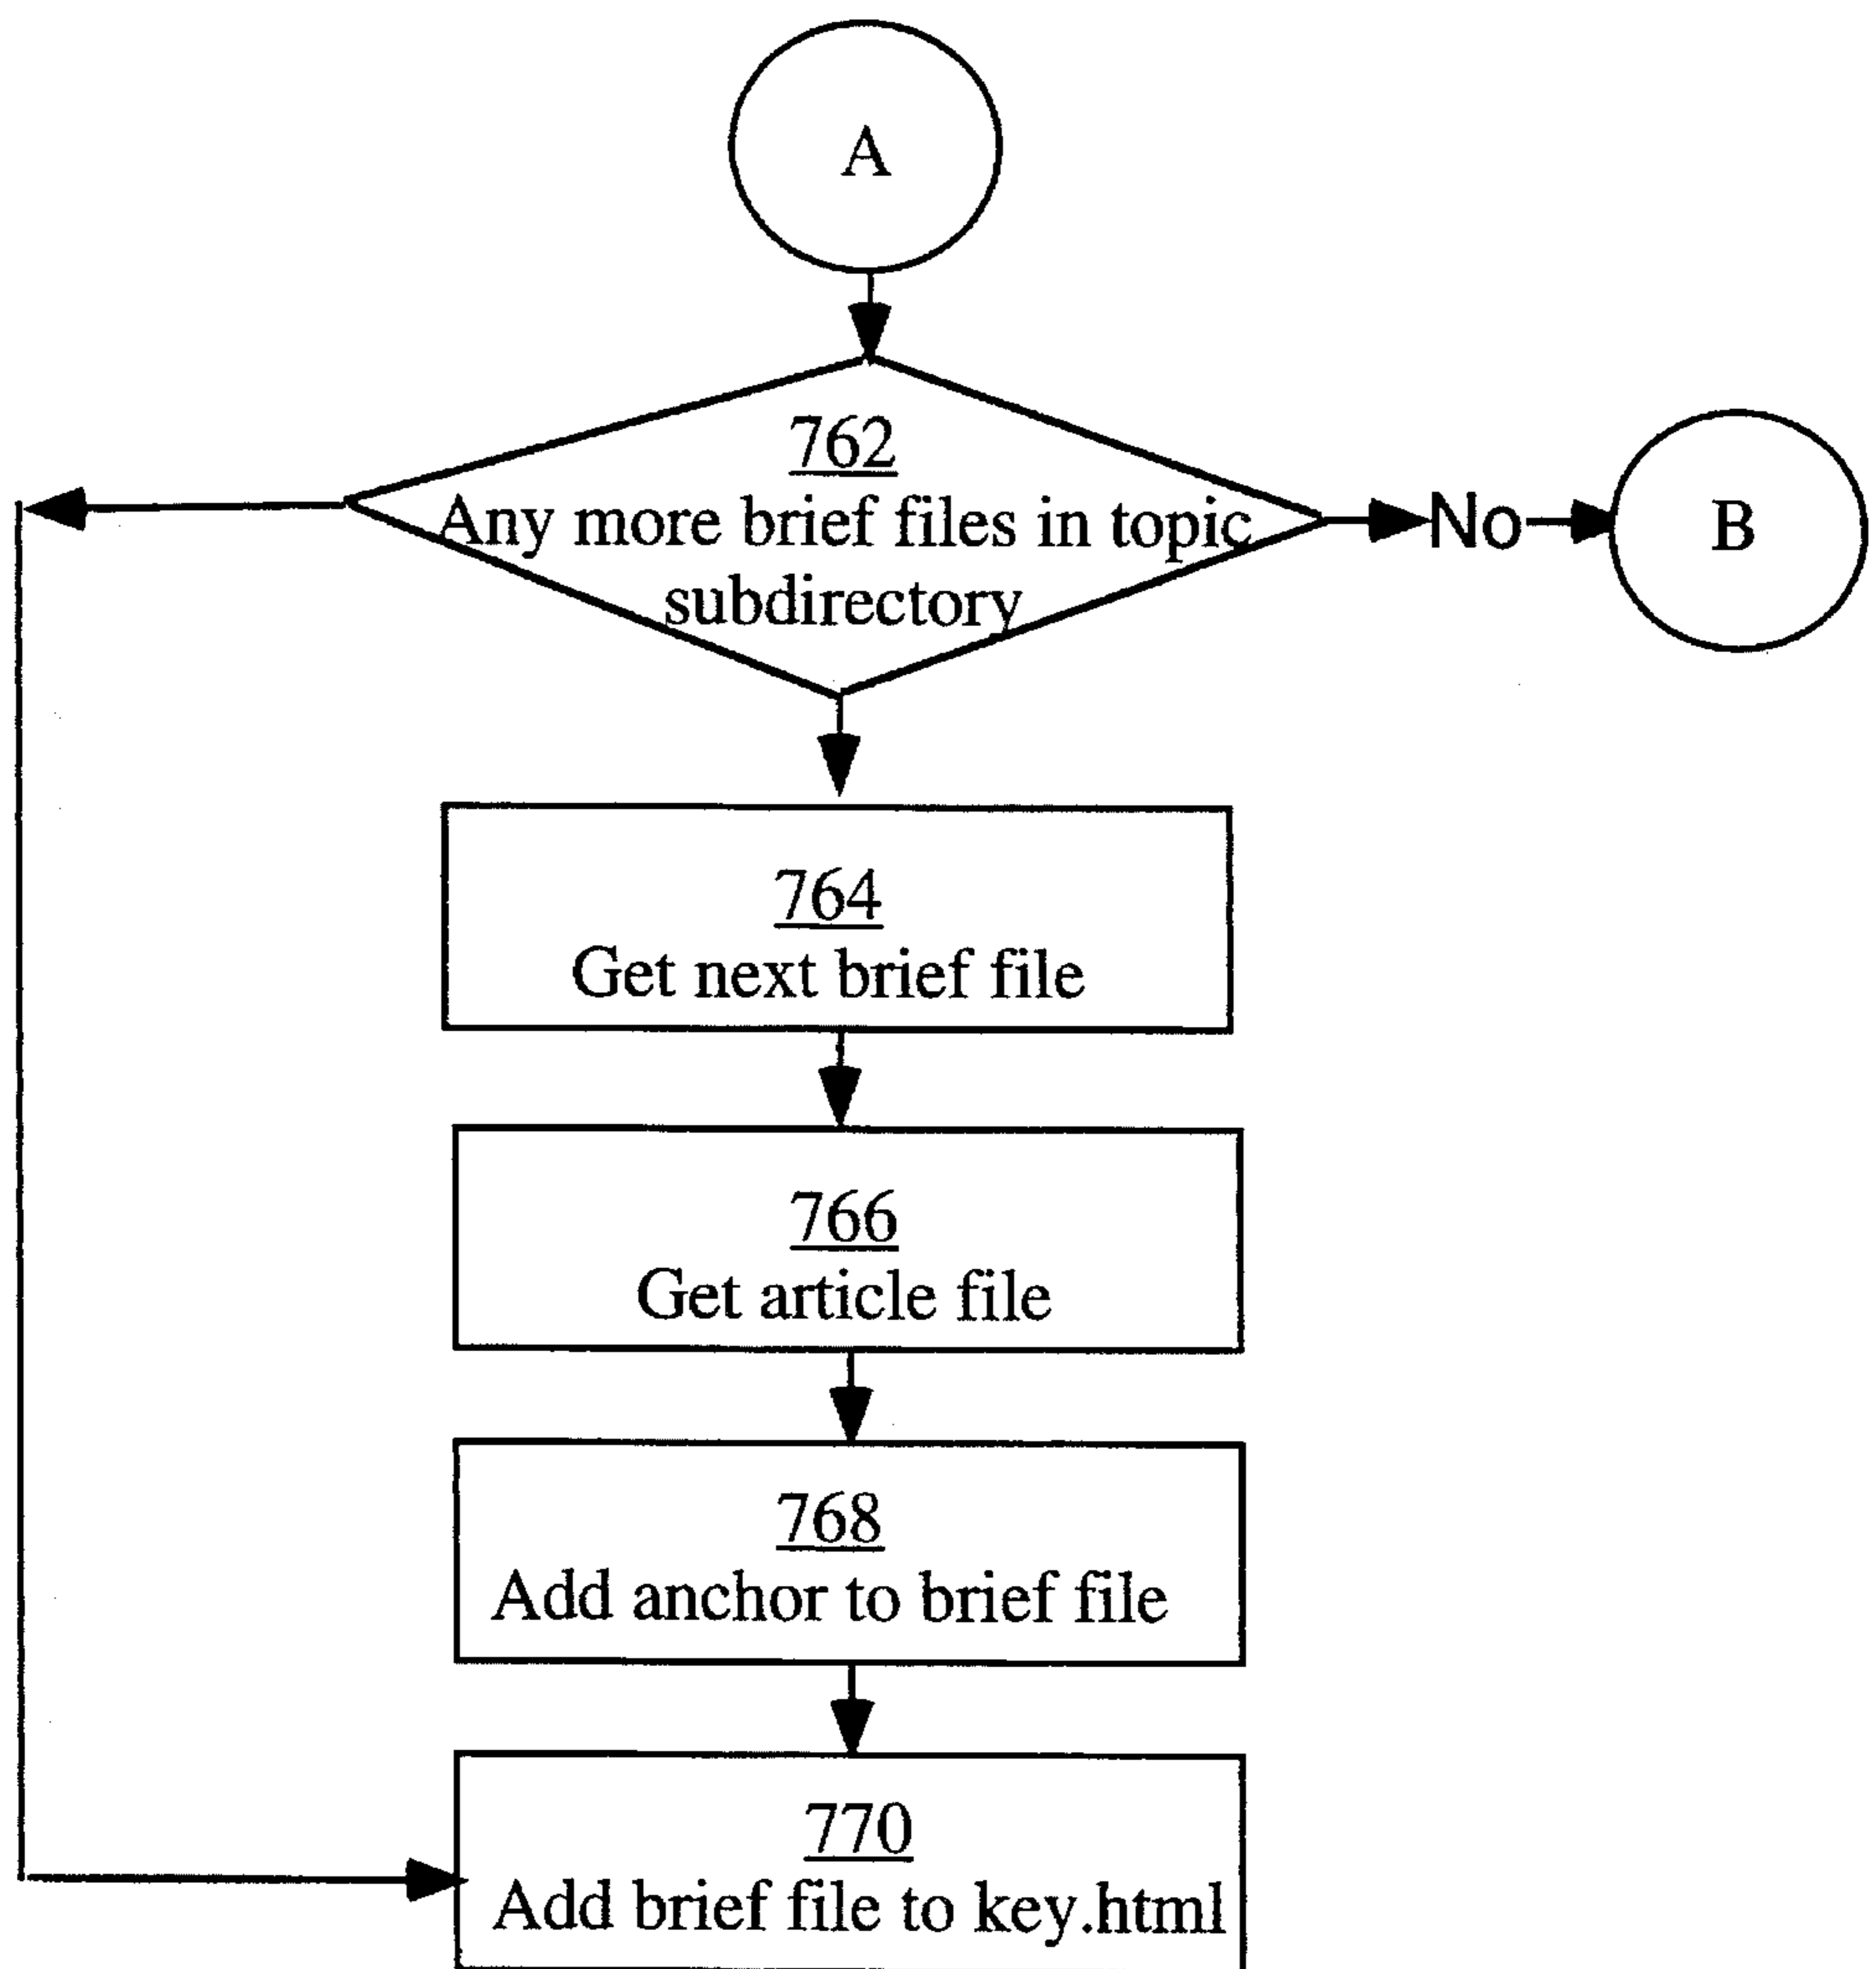 A
762
Any more brief files in topic
subdirectory
No
B
764
Get next brief file
766
Get article file
768
Add anchor to brief file
770
Add brief file to key.html